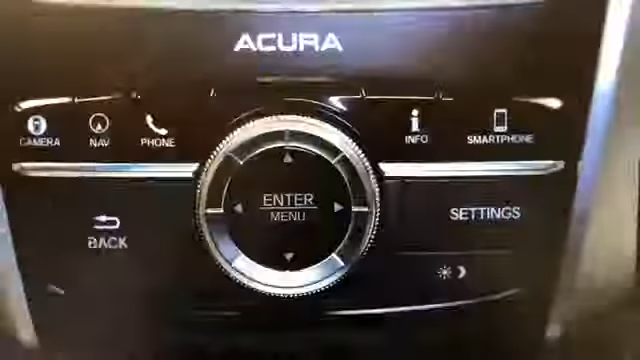 ACURA
CAMERA
NAV
PHONE
INFO
SMARTPHONE
ENTER
MENU
BACK
SETTINGS